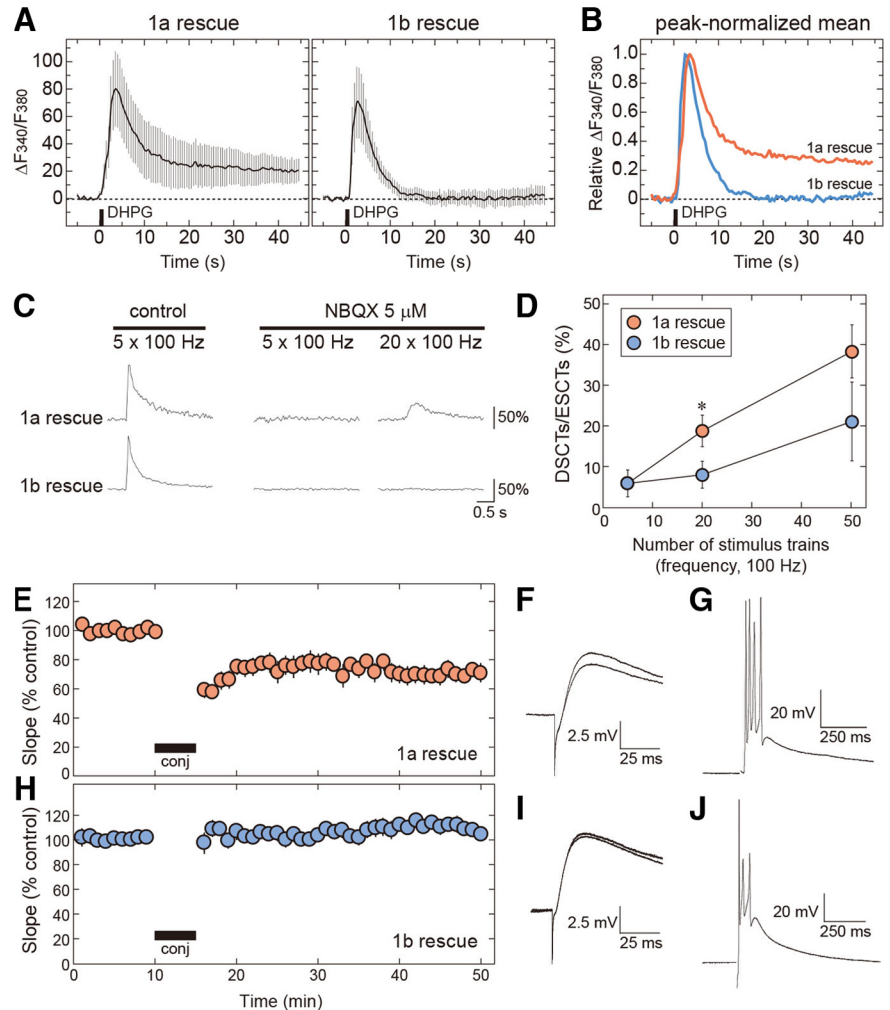 A
1a rescue
1b rescue
ΔF340/F380
100
80
60
40
20
0
DHPG
DHPG
0 10 20 30 40
0 10 20 30 40
Time (s)
Time (s)
B
peak-normalized mean
Relative ΔF340/F380
1.0
0.8
0.6
0.4
0.2
0
1a rescue
1b rescue
DHPG
0 10 20 30 40
Time (s)
C
control
NBQX 5 μM
5 x 100 Hz
5 x 100 Hz
20 x 100 Hz
1a rescue
50%
1b rescue
50%
0.5 s
D
DSCTs/ESCTs (%)
50
40
30
20
10
0
1a rescue
1b rescue
*
0 10 20 30 40 50
Number of stimulus trains
(frequency, 100 Hz)
E
Slope (% control)
120
100
80
60
40
20
0
conj
1a rescue
0 10 20 30 40 50
F
2.5 mV
25 ms
G
20 mV
250 ms
H
Slope (% control)
120
100
80
60
40
20
0
conj
1b rescue
0 10 20 30 40 50
Time (min)
I
2.5 mV
25 ms
J
20 mV
250 ms